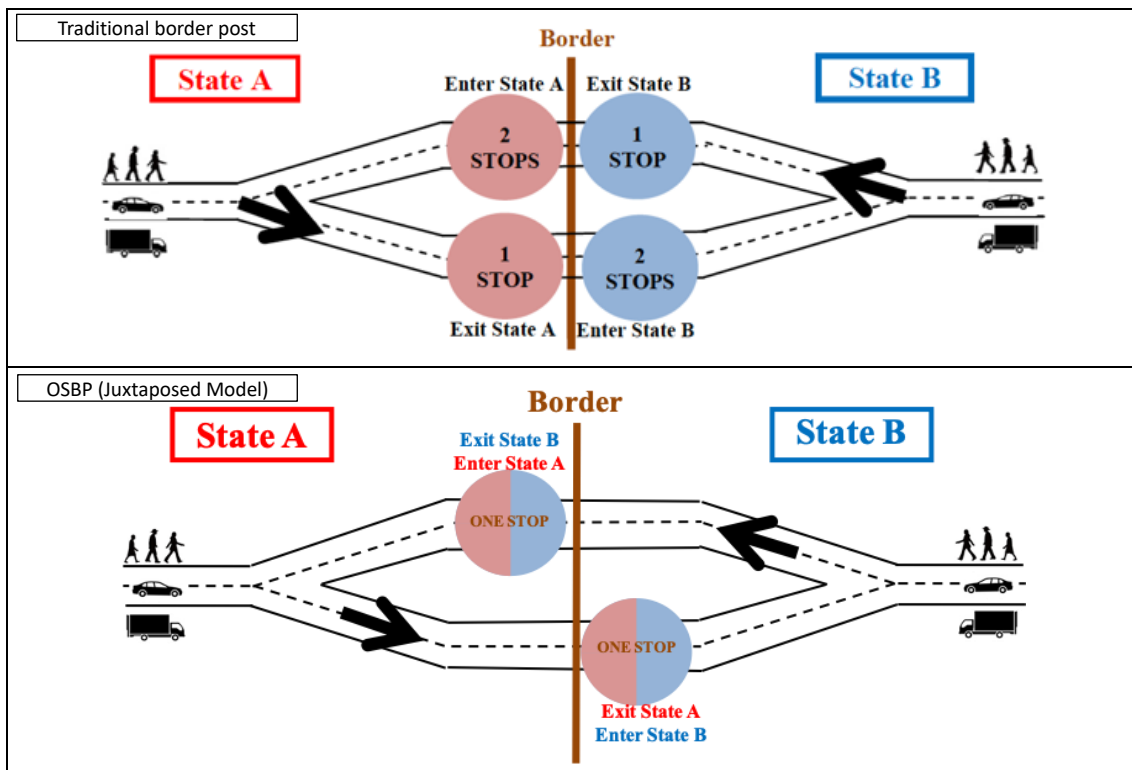 Traditional border post
Border
State A
State B
Enter State A
Exit State B
2
STOPS
1
STOP
1
STOP
2
STOPS
Exit State A
Enter State B
OSBP (Juxtaposed Model)
Border
State A
State B
Exit State B
Enter State A
ONE STOP
ONE STOP
Exit State A
Enter State B